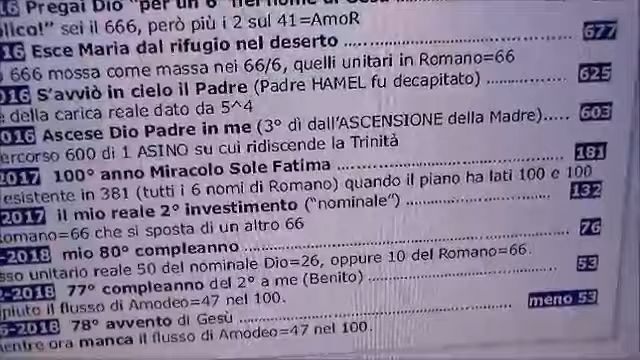 16 Pregai Dio "per un 6" nel nome di Gesù
lico!" sei il 666, però più i 2 sul 41=AmoR
16 Esce Maria dal rifugio nel deserto ........ 677
666 mossa come massa nei 66/6, quelli unitari in Romano=66
016 S'avviò in cielo il Padre (Padre HAMEL fu decapitato) ........ 625
della carica reale dato da 5^4
016 Ascese Dio Padre in me (3° dì dall'ASCENSIONE della Madre)..... 603
ercorso 600 di 1 ASINO su cui ridiscende la Trinità
2017 100° anno Miracolo Sole Fatima ........ 181
esistente in 381 (tutti i 6 nomi di Romano) quando il piano ha lati 100 e 100
2017 il mio reale 2° investimento ("nominale") ........ 132
omano=66 che si sposta di un altro 66
-2018 mio 80° compleanno ........ 76
sso unitario reale 50 del nominale Dio=26, oppure 10 del Romano=66.
2-2018 77° compleanno del 2° a me (Benito) ........ 53
piuto il flusso di Amodeo=47 nel 100.
5-2018 78° avvento di Gesù ........ meno 53
entre ora manca il flusso di Amodeo=47 nel 100.